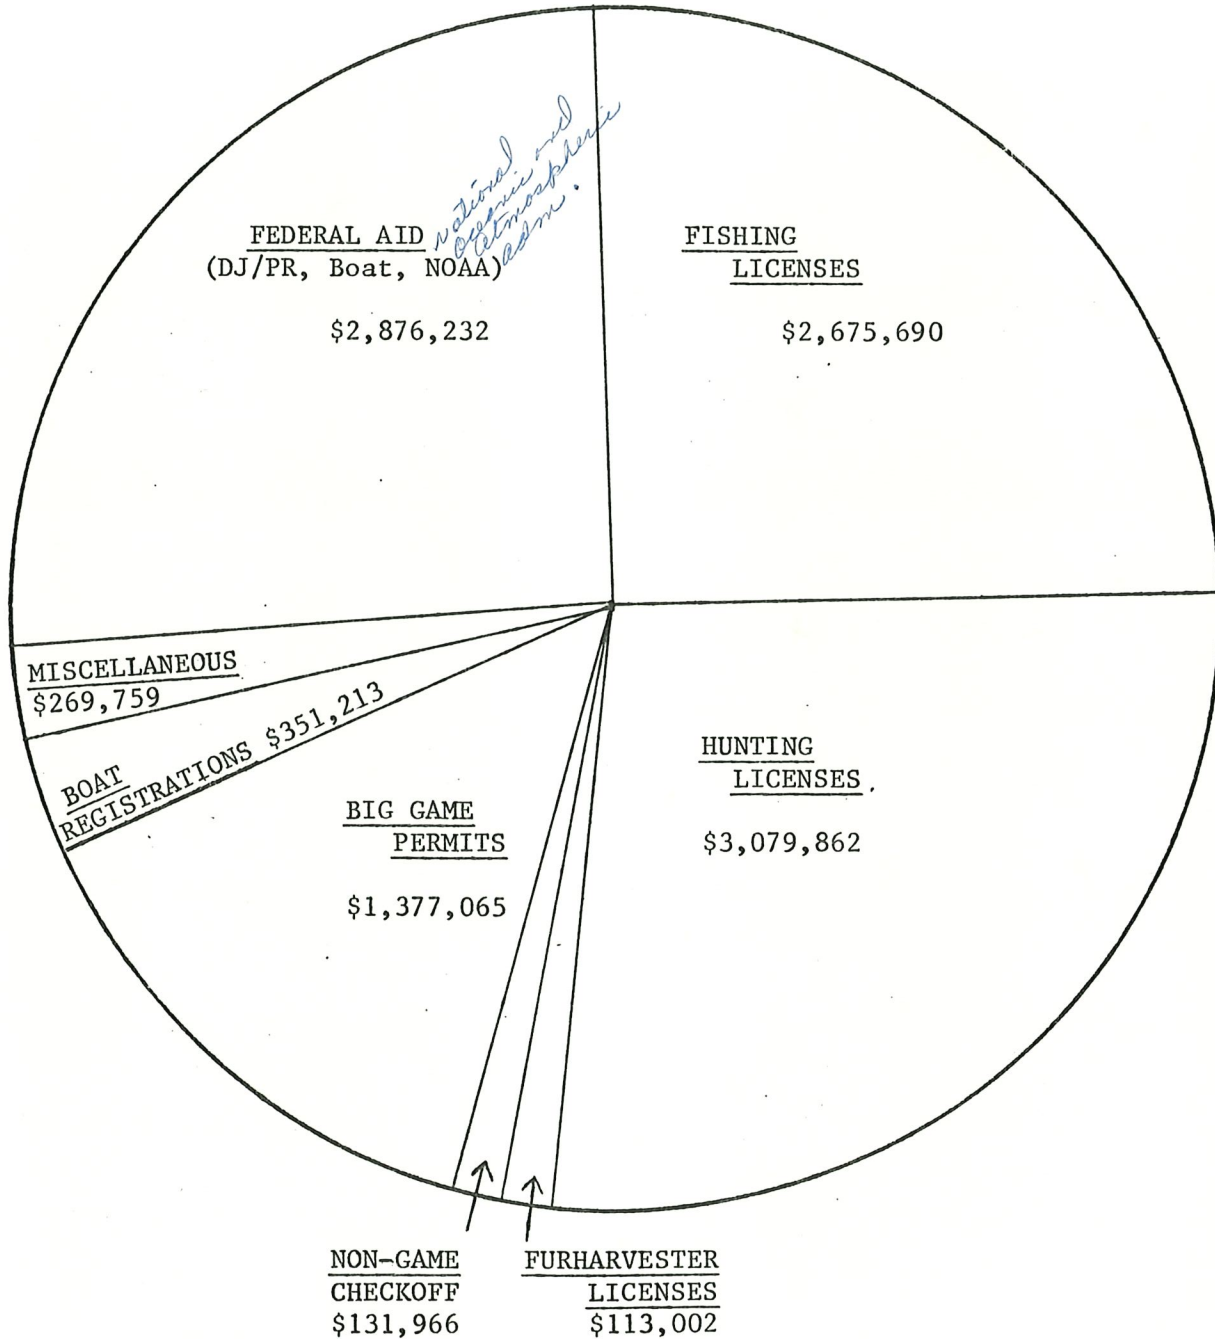 National
Oceanic and
Atmospheric
adm.
FEDERAL AID
(DJ/PR, Boat, NOAA)
$2,876,232
FISHING
LICENSES
$2,675,690
MISCELLANEOUS
$269,759
BOAT
REGISTRATIONS $351,213
BIG GAME
PERMITS
$1,377,065
HUNTING
LICENSES
$3,079,862
NON-GAME
CHECKOFF
$131,966
FURHARVESTER
LICENSES
$113,002